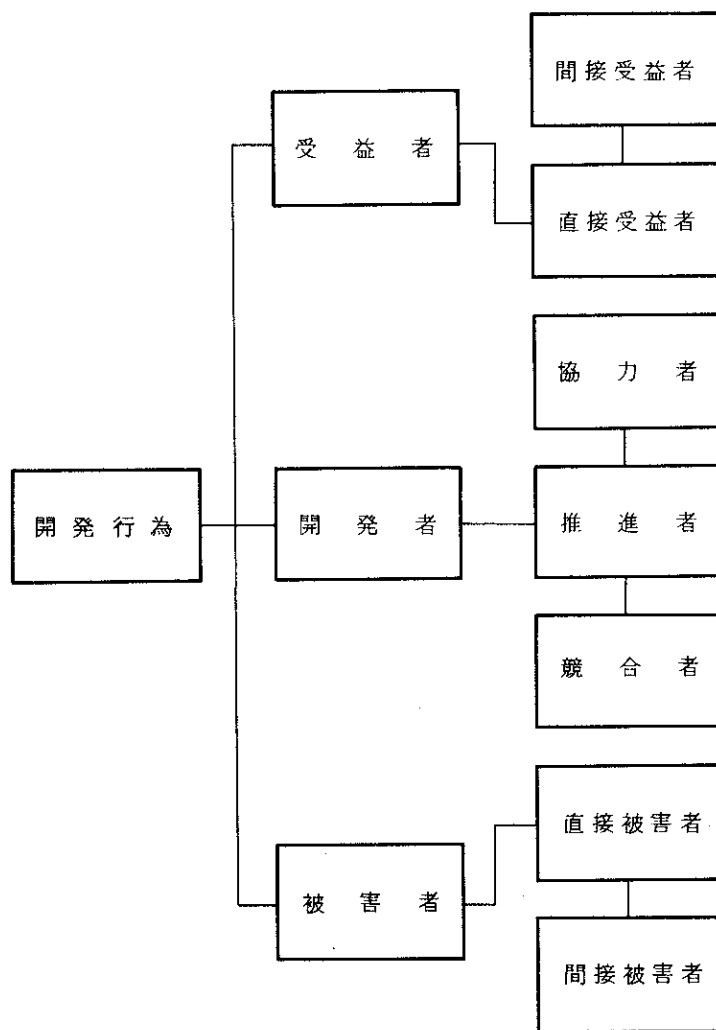 間接受益者
受益者
直接受益者
協力者
開発行為
開発者
推進者
競合者
直接被害者
被害者
間接被害者